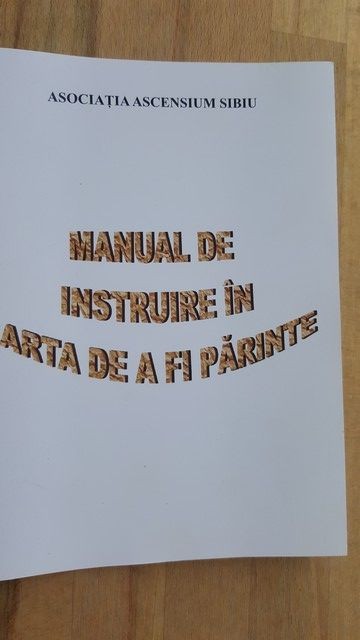 ASOCIAȚIA ASCENSIUM SIBIU
MANUAL DE
INSTRUIRE ÎN
ARTA DE A FI PĂRINTE